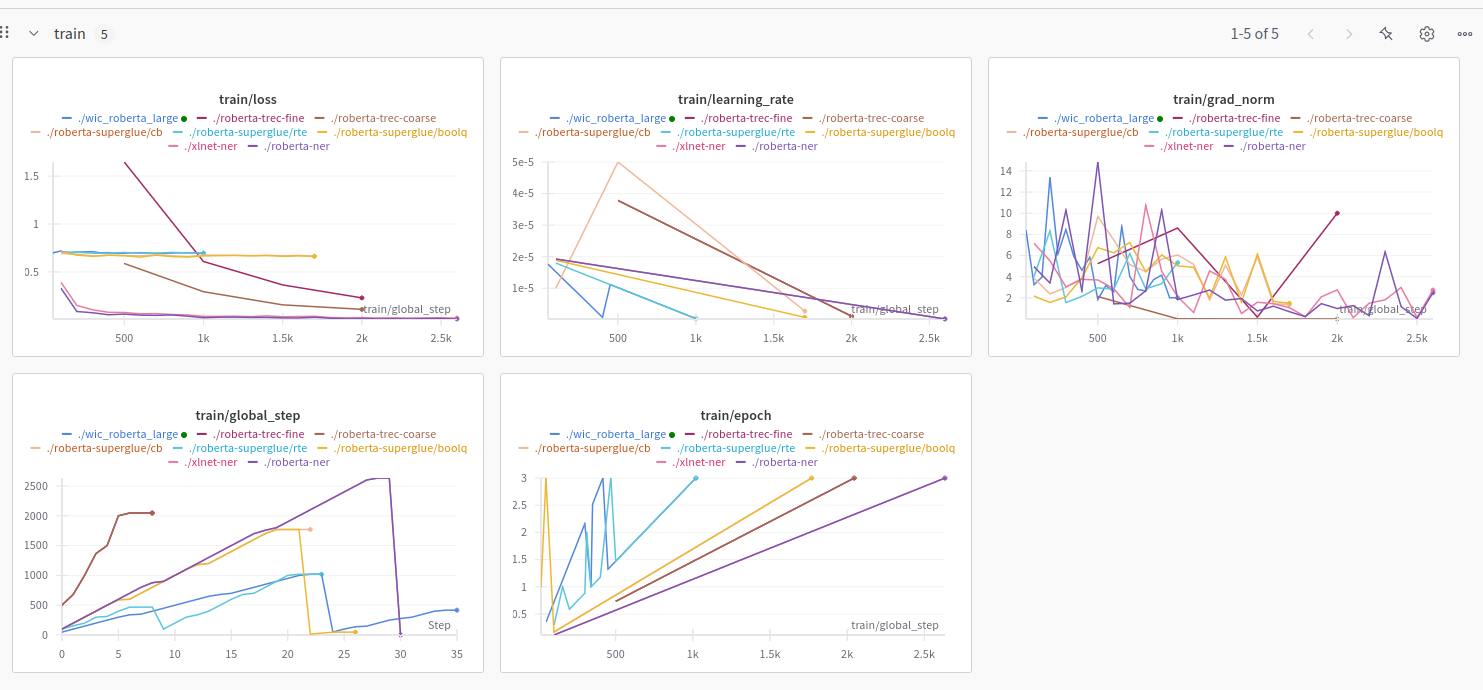 train 5
1-5 of 5
train/loss
./wic_roberta_large ./roberta-trec-fine ./roberta-trec-coarse
./roberta-superglue/cb ./roberta-superglue/rte ./roberta-superglue/boolq
./xlnet-ner ./roberta-ner
1.5
1
0.5
train/global_step
500 1k 1.5k 2k 2.5k
train/learning_rate
./wic_roberta_large ./roberta-trec-fine ./roberta-trec-coarse
./roberta-superglue/cb ./roberta-superglue/rte ./roberta-superglue/boolq
./xlnet-ner ./roberta-ner
5e-5
4e-5
3e-5
2e-5
1e-5
train/global_step
500 1k 1.5k 2k 2.5k
train/grad_norm
./wic_roberta_large ./roberta-trec-fine ./roberta-trec-coarse
./roberta-superglue/cb ./roberta-superglue/rte ./roberta-superglue/boolq
./xlnet-ner ./roberta-ner
14
12
10
8
6
4
2
train/global_step
500 1k 1.5k 2k 2.5k
train/global_step
./wic_roberta_large ./roberta-trec-fine ./roberta-trec-coarse
./roberta-superglue/cb ./roberta-superglue/rte ./roberta-superglue/boolq
./xlnet-ner ./roberta-ner
2500
2000
1500
1000
500
0
Step
0 5 10 15 20 25 30 35
train/epoch
./wic_roberta_large ./roberta-trec-fine ./roberta-trec-coarse
./roberta-superglue/cb ./roberta-superglue/rte ./roberta-superglue/boolq
./xlnet-ner ./roberta-ner
3
2.5
2
1.5
1
0.5
train/global_step
500 1k 1.5k 2k 2.5k